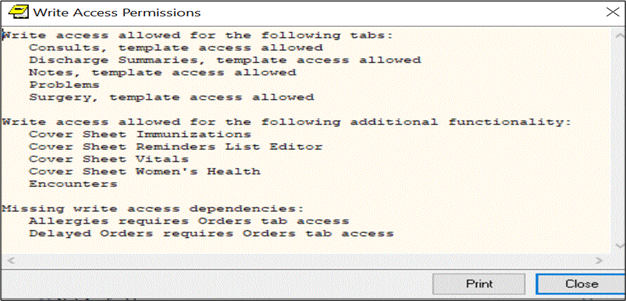 Write Access Permissions
Write access allowed for the following tabs:
Consults, template access allowed
Discharge Summaries, template access allowed
Notes, template access allowed
Problems
Surgery, template access allowed
Write access allowed for the following additional functionality:
Cover Sheet Immunizations
Cover Sheet Reminders List Editor
Cover Sheet Vitals
Cover Sheet Women's Health
Encounters
Missing write access dependencies:
Allergies requires Orders tab access
Delayed Orders requires Orders tab access
Print Close